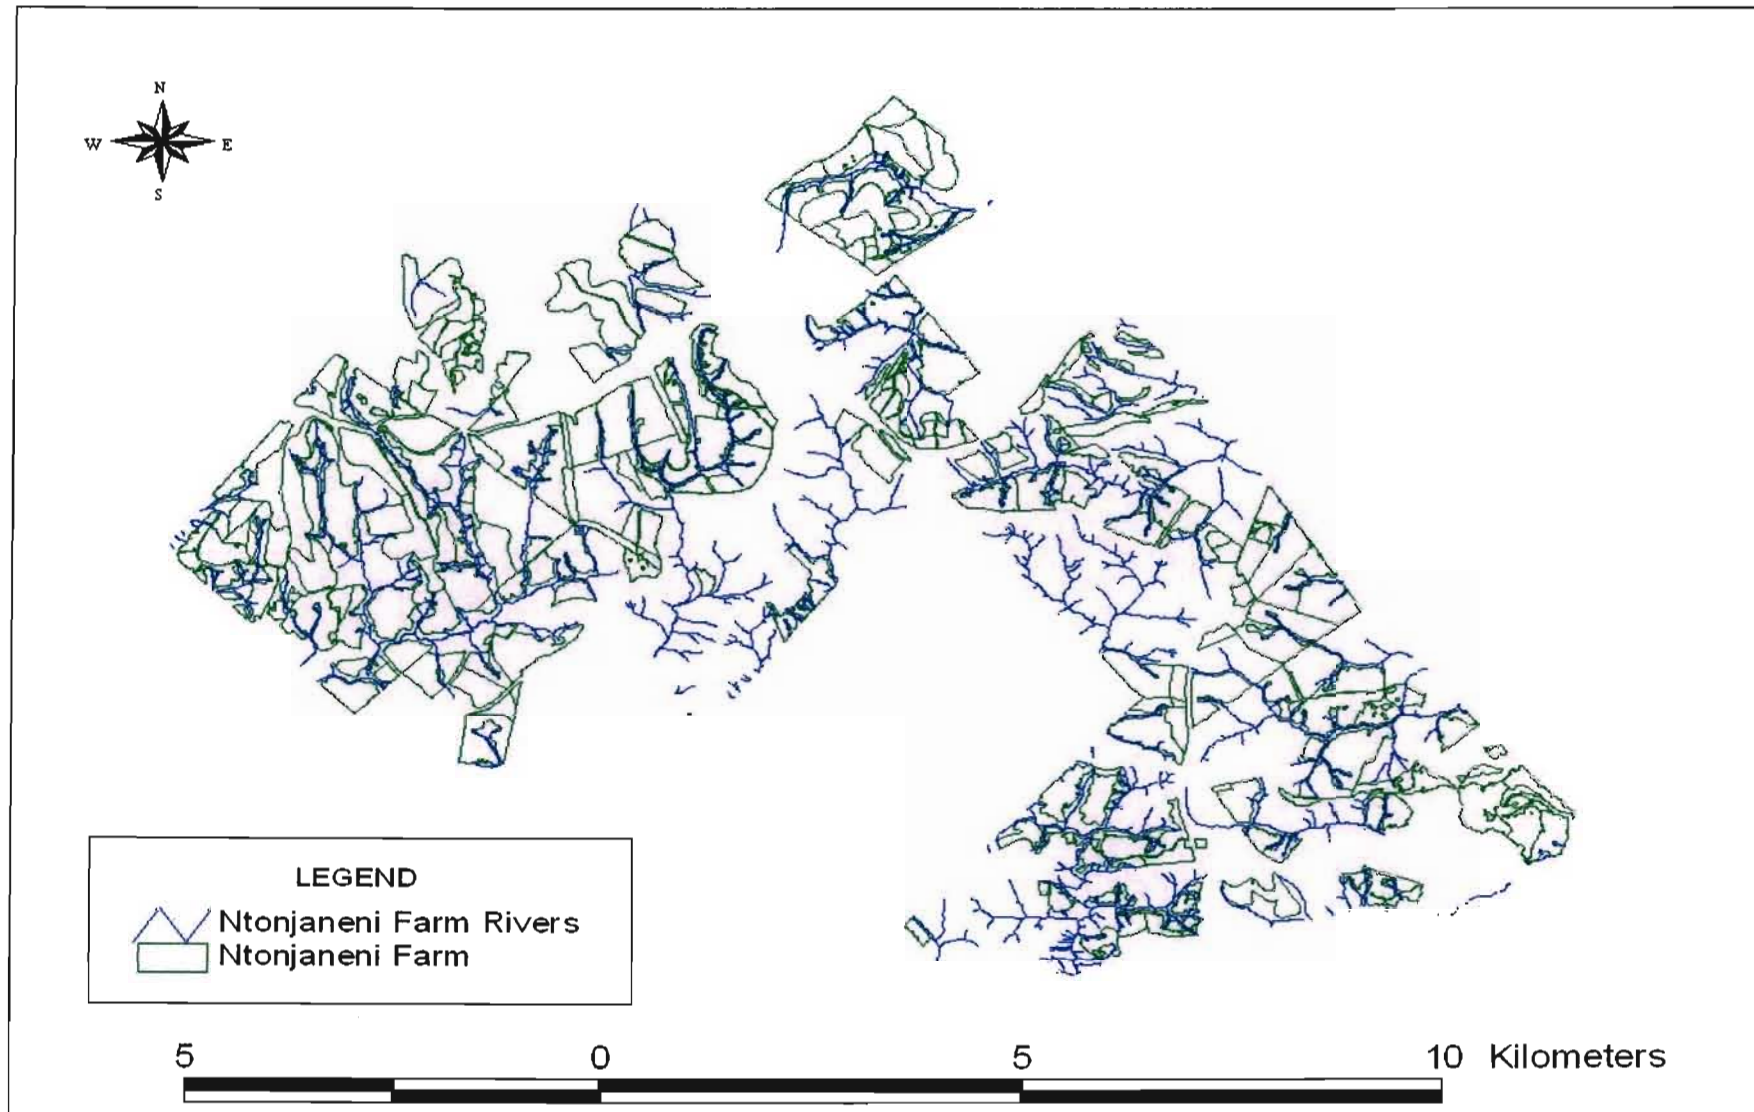 N
W E
S
LEGEND
Ntonjaneni Farm Rivers
Ntonjaneni Farm
5 0 5 10 Kilometers